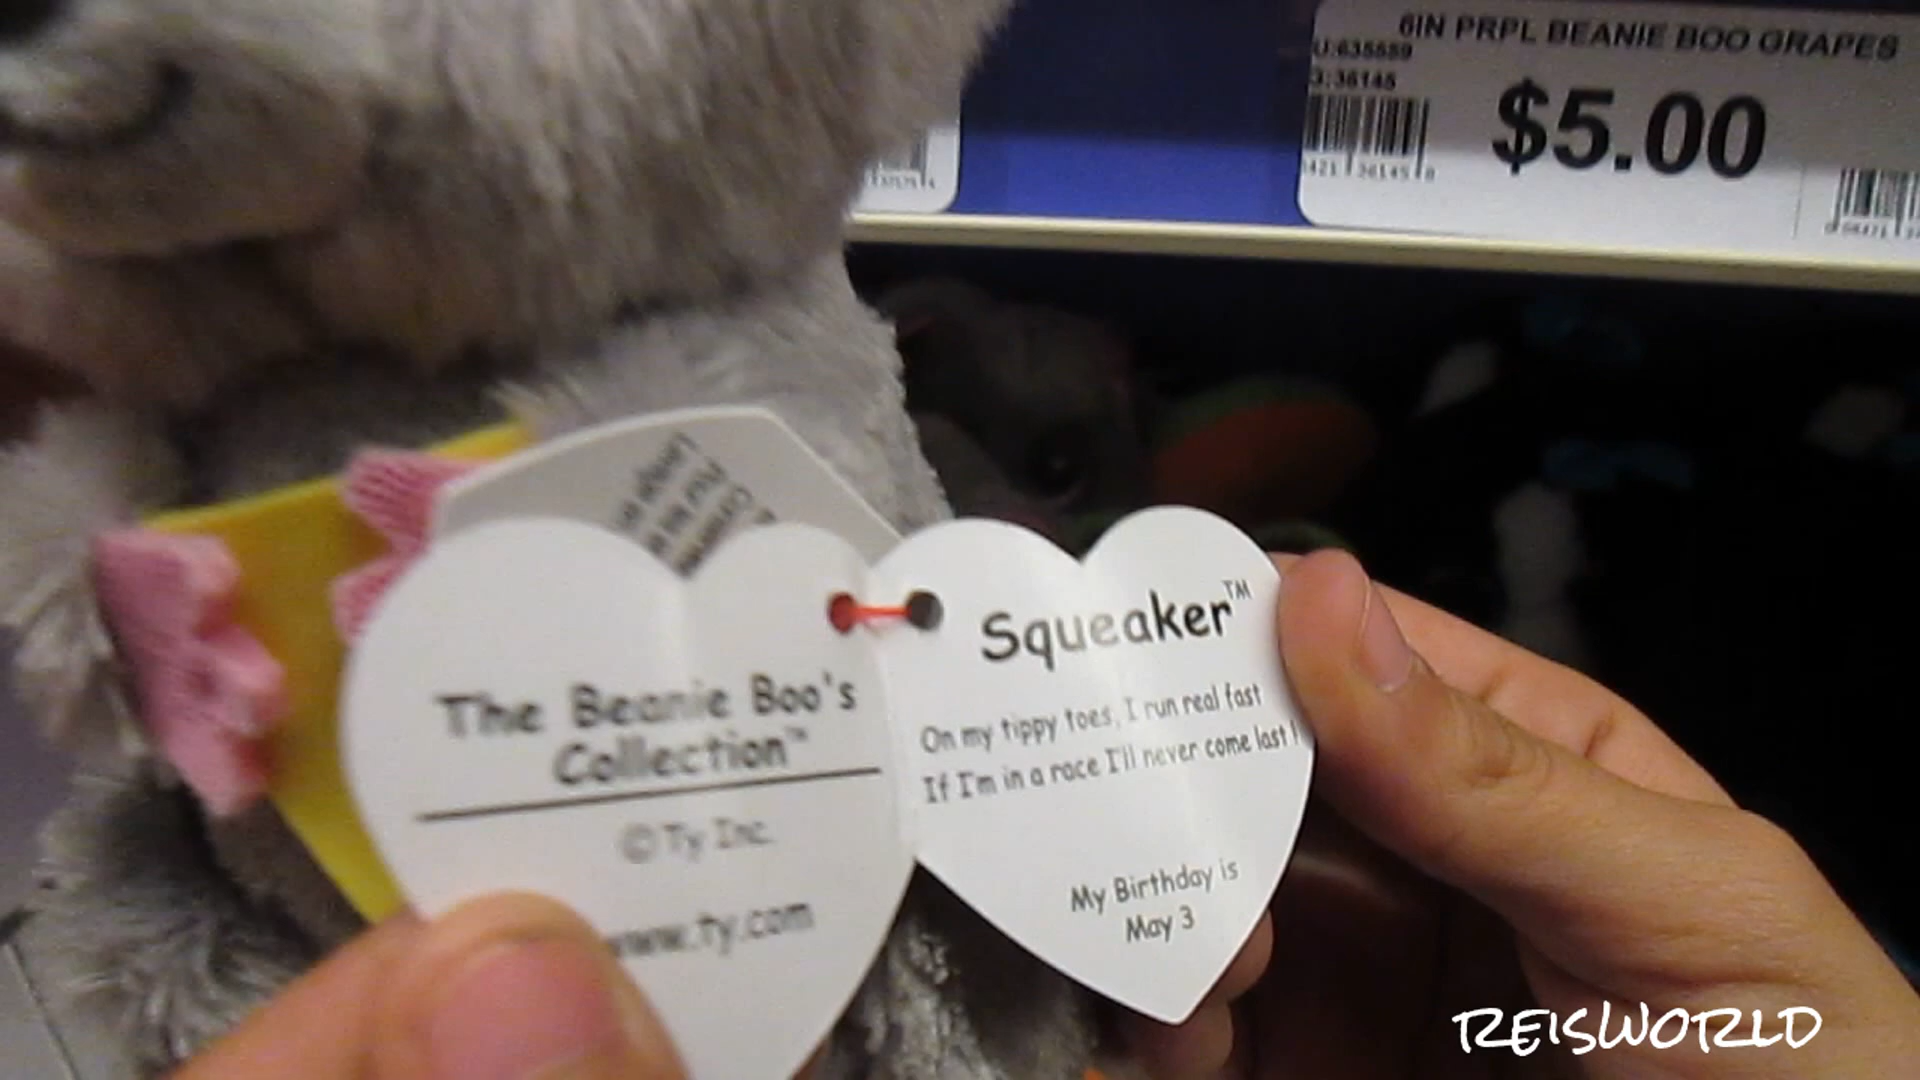 6IN PRPL BEANIE BOO GRAPES
$5.00
The Beanie Boo's
Collection™
© Ty Inc.
www.ty.com
Squeaker™
On my tippy toes, I run real fast
If I'm in a race I'll never come last!
My Birthday is
May 3
REISWORLD